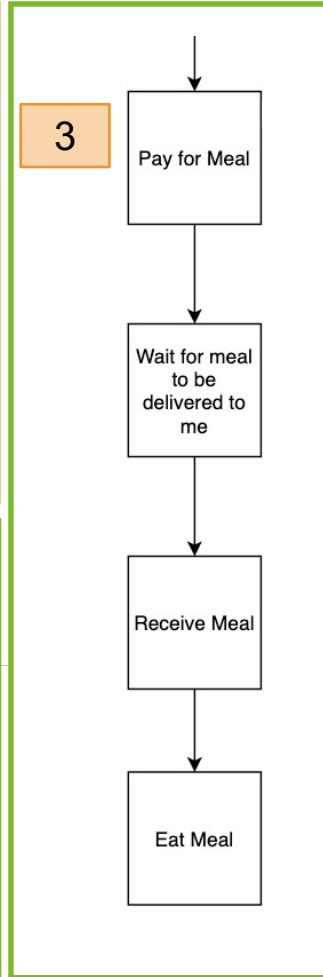 3
Pay for Meal
Wait for meal
to be
delivered to
me
Receive Meal
Eat Meal